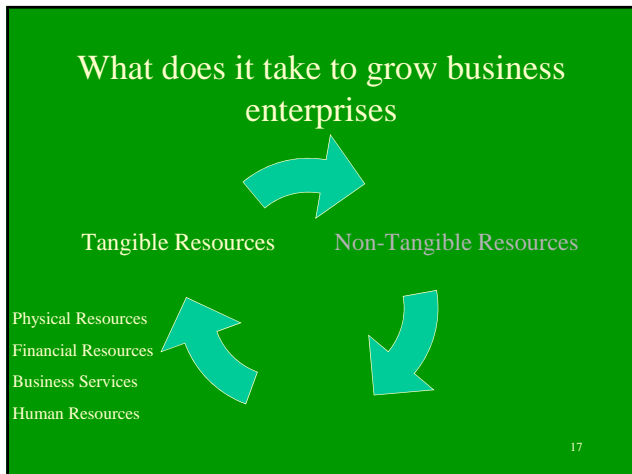 What does it take to grow business
enterprises
Tangible Resources
Non-Tangible Resources
Physical Resources
Financial Resources
Business Services
Human Resources
17